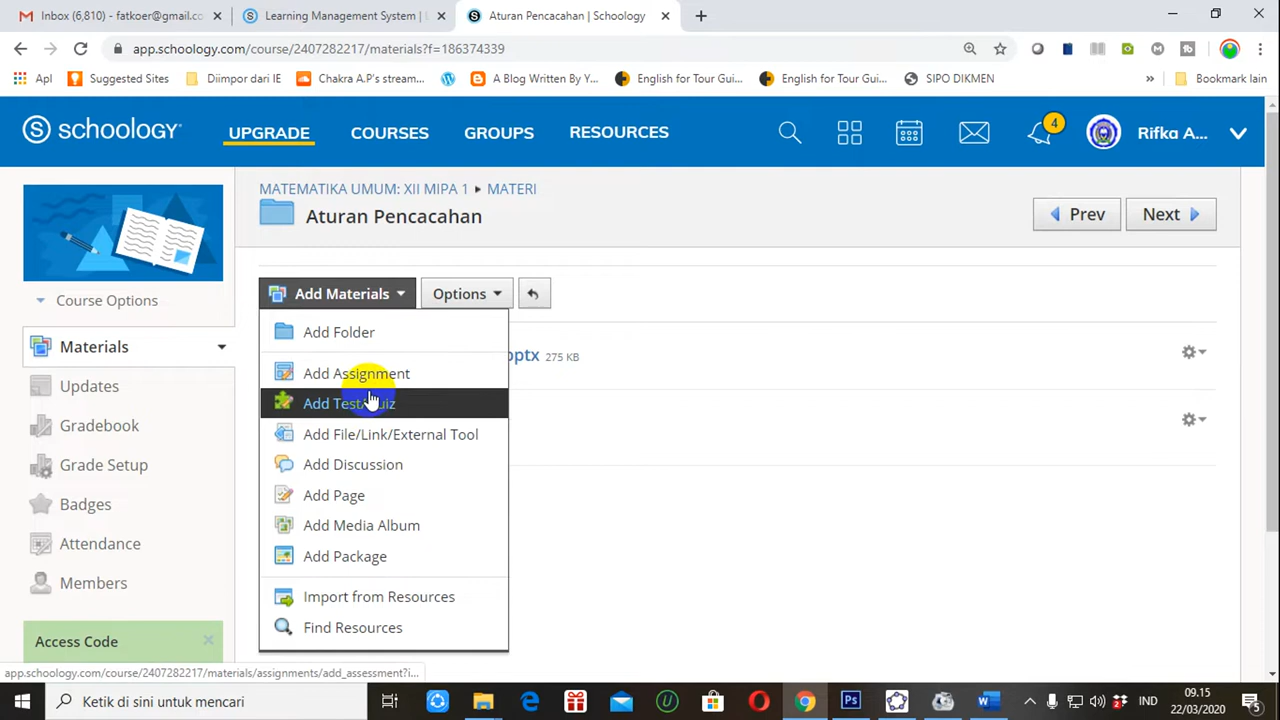 Inbox (6,810) - fatkoer@gmail.co
Learning Management System | L
Aturan Pencacahan | Schoology
app.schoology.com/course/2407282217/materials?f=186374339
Apl
Suggested Sites
Diimpor dari IE
Chakra A.P's stream...
A Blog Written By Y...
English for Tour Gui...
English for Tour Gui...
SIPO DIKMEN
»
Bookmark lain
S schoology
UPGRADE
COURSES
GROUPS
RESOURCES
4
Rifka A...
MATEMATIKA UMUM: XII MIPA 1 ▸ MATERI
Aturan Pencacahan
Prev
Next
Course Options
Materials
Updates
Gradebook
Grade Setup
Badges
Attendance
Members
Access Code
Add Materials
Options
pptx 275 KB
Add Folder
Add Assignment
Add Test/Quiz
Add File/Link/External Tool
Add Discussion
Add Page
Add Media Album
Add Package
Import from Resources
Find Resources
app.schoology.com/course/2407282217/materials/assignments/add_assessment?i...
Ketik di sini untuk mencari
IND
09.15
22/03/2020
5